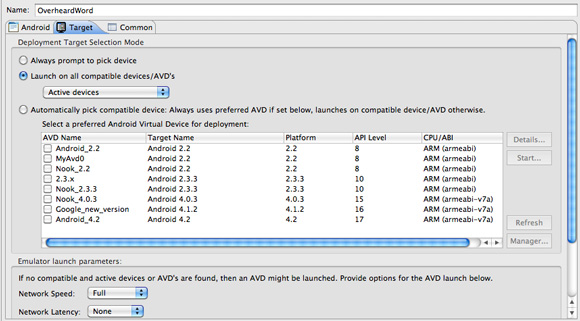 Name: OverheardWord
Android Target Common
Deployment Target Selection Mode
Always prompt to pick device
Launch on all compatible devices/AVD's
Active devices
Automatically pick compatible device: Always uses preferred AVD if set below, launches on compatible device/AVD otherwise.
Select a preferred Android Virtual Device for deployment:
AVD Name Target Name Platform API Level CPU/ABI Details...
Android_2.2 Android 2.2 2.2 8 ARM (armeabi)
MyAvd0 Android 2.2 2.2 8 ARM (armeabi) Start...
Nook_2.2 Android 2.2 2.2 8 ARM (armeabi)
2.3.x Android 2.3.3 2.3.3 10 ARM (armeabi)
Nook_2.3.3 Android 2.3.3 2.3.3 10 ARM (armeabi)
Nook_4.0.3 Android 4.0.3 4.0.3 15 ARM (armeabi-v7a)
Google_new_version Android 4.1.2 4.1.2 16 ARM (armeabi-v7a)
Android_4.2 Android 4.2 4.2 17 ARM (armeabi-v7a) Refresh
Manager...
Emulator launch parameters:
If no compatible and active devices or AVD's are found, then an AVD might be launched. Provide options for the AVD launch below.
Network Speed: Full
Network Latency: None